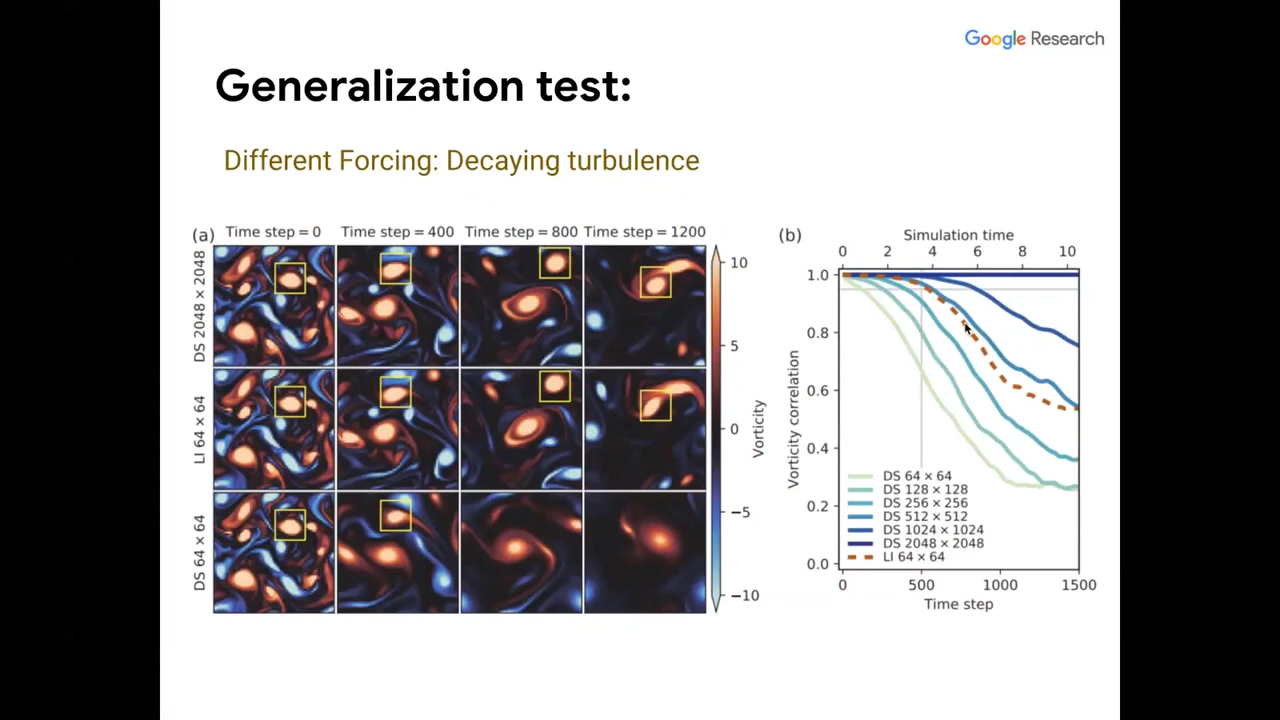 Google Research
Generalization test:
Different Forcing: Decaying turbulence
(a) Time step = 0 Time step = 400 Time step = 800 Time step = 1200
DS 2048 × 2048
LI 64 × 64
DS 64 × 64
10
5
0
−5
−10
Vorticity
(b) Simulation time
0 2 4 6 8 10
1.0
0.8
0.6
0.4
0.2
0.0
Vorticity correlation
DS 64 × 64
DS 128 × 128
DS 256 × 256
DS 512 × 512
DS 1024 × 1024
DS 2048 × 2048
LI 64 × 64
0 500 1000 1500
Time step